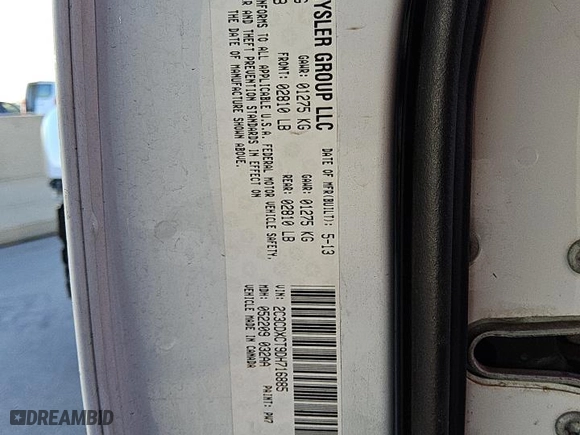 YSLER GROUP LLC
DATE OF MFR(BUILT): 5-13
GAWR: 01275 KG
GAWR: 01275 KG
FRONT: 02810 LB
REAR: 02810 LB
ONFORMS TO ALL APPLICABLE U.S.A. FEDERAL MOTOR VEHICLE SAFETY,
AND THEFT PREVENTION STANDARDS IN EFFECT ON
THE DATE OF MANUFACTURE SHOWN ABOVE.
VIN: 2C3CDXCT9DH716885
MDH: 052209 032AA
PAINT: PW7
VEHICLE MADE IN CANADA
DREAMBID